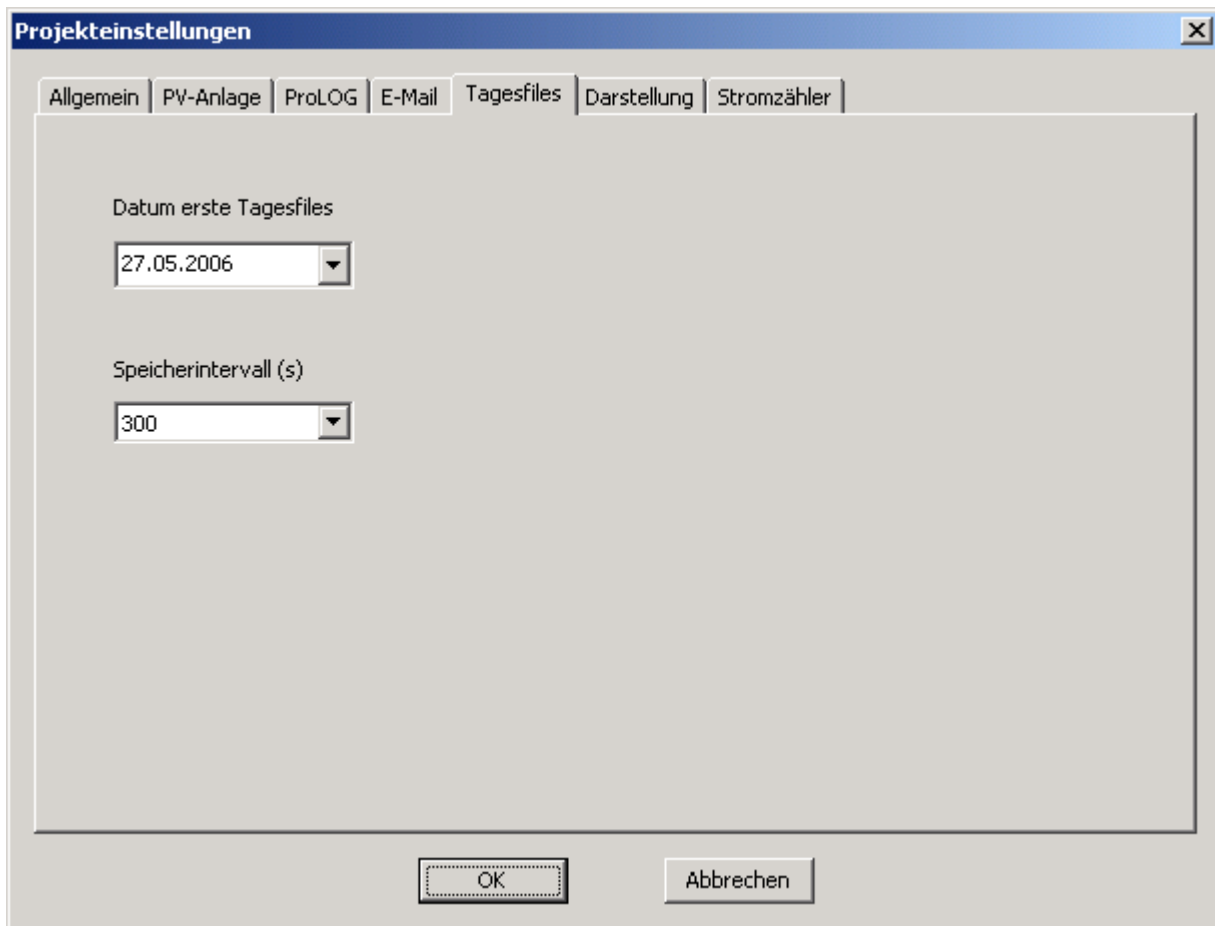 Projekteinstellungen
Allgemein PV-Anlage ProLOG E-Mail Tagesfiles Darstellung Stromzähler
Datum erste Tagesfiles
27.05.2006
Speicherintervall (s)
300
OK Abbrechen